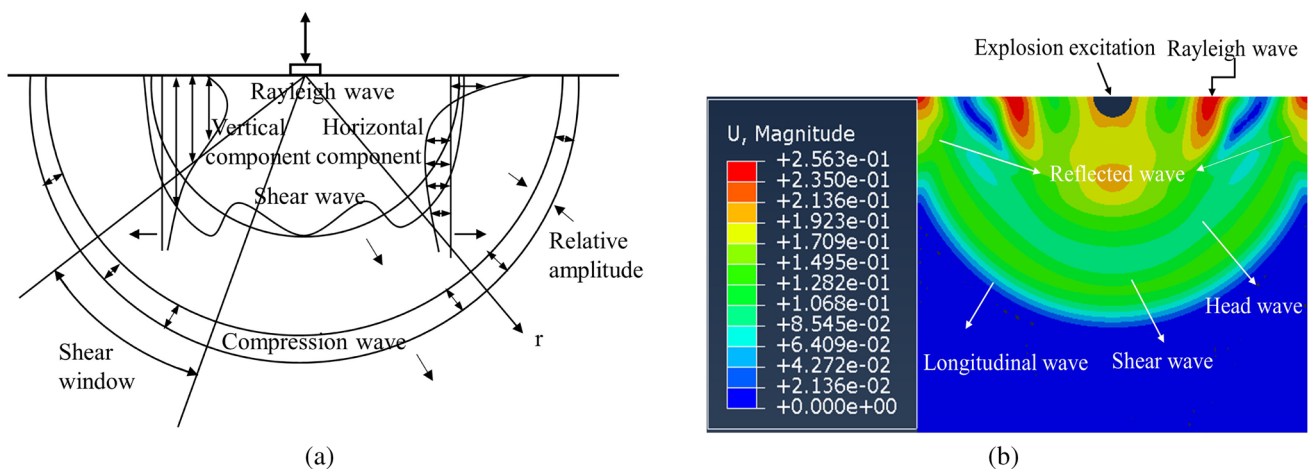 Rayleigh wave
Vertical
component
Horizontal
component
Shear wave
Relative
amplitude
Compression wave
r
Shear
window
(a)
Explosion excitation
Rayleigh wave
U, Magnitude
+2.563e-01
+2.350e-01
+2.136e-01
+1.923e-01
+1.709e-01
+1.495e-01
+1.282e-01
+1.068e-01
+8.545e-02
+6.409e-02
+4.272e-02
+2.136e-02
+0.000e+00
Reflected wave
Head wave
Longitudinal wave
Shear wave
(b)